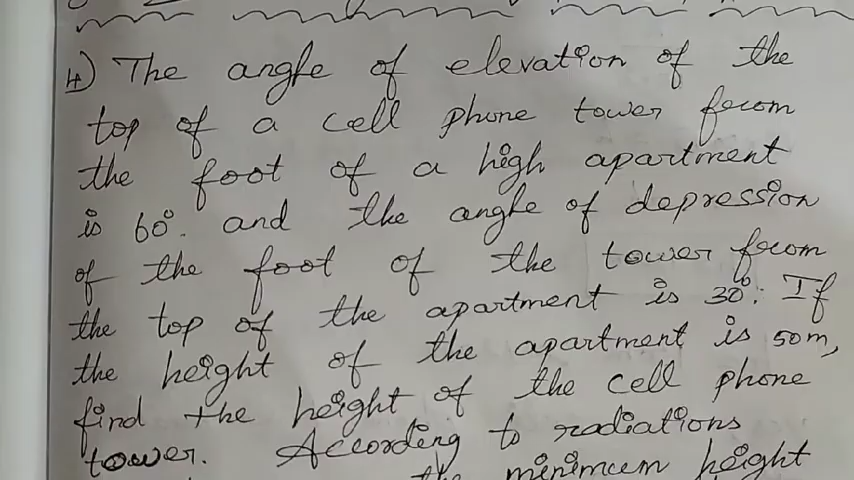 4) The angle of elevation of the
top of a cell phone tower from
the foot of a high apartment
is 60°. and the angle of depression
of the foot of the tower from
the top of the apartment is 30°. If
the height of the apartment is 50m,
find the height of the cell phone
tower. According to radiations
the minimum height